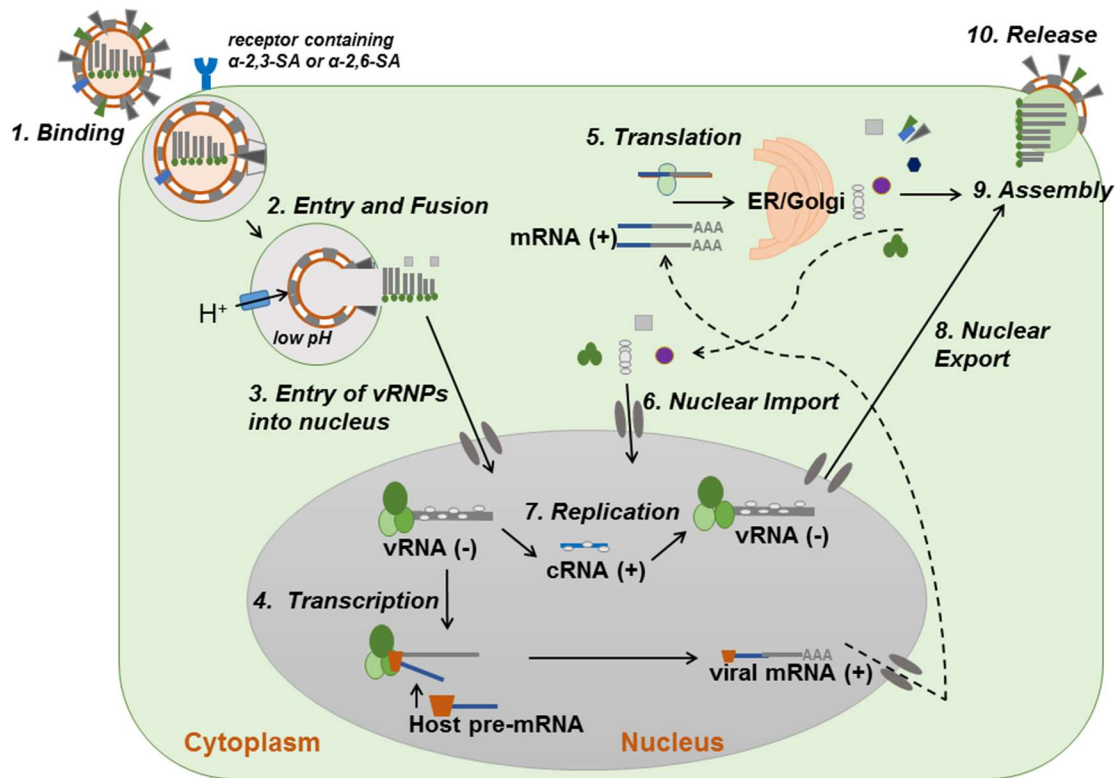 receptor containing
α-2,3-SA or α-2,6-SA
10. Release
1. Binding
5. Translation
2. Entry and Fusion
ER/Golgi
9. Assembly
mRNA (+)
AAA
AAA
H+
low pH
8. Nuclear
Export
3. Entry of vRNPs
into nucleus
6. Nuclear Import
7. Replication
vRNA (-)
vRNA (-)
cRNA (+)
4. Transcription
AAA
viral mRNA (+)
Host pre-mRNA
Cytoplasm
Nucleus